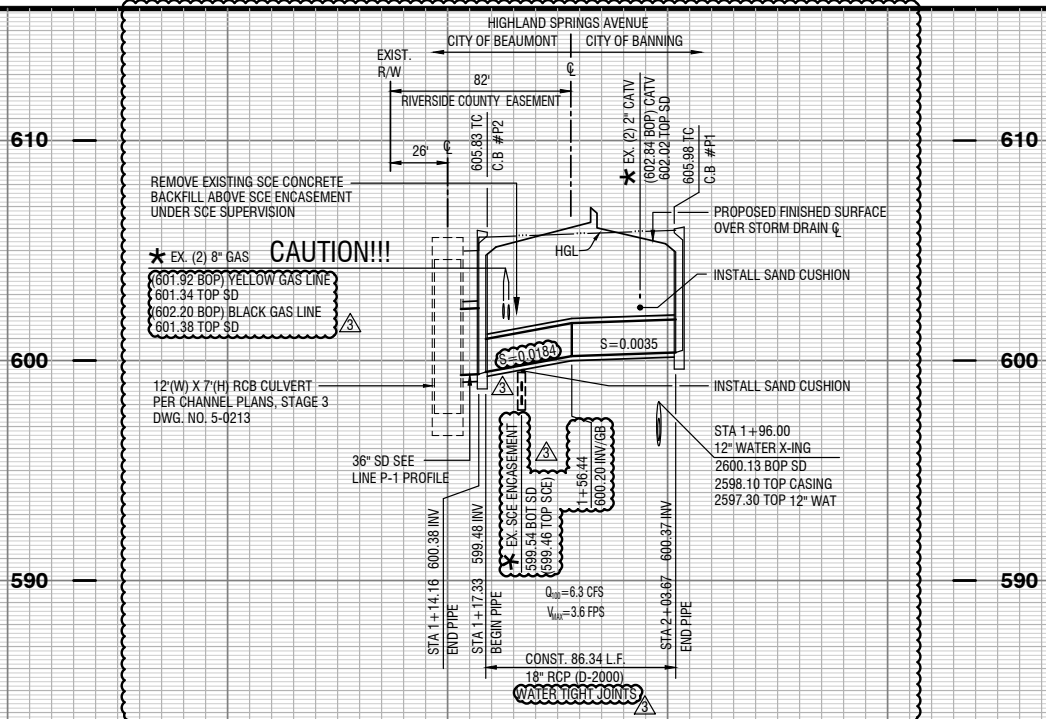 HIGHLAND SPRINGS AVENUE
CITY OF BEAUMONT
CITY OF BANNING
EXIST.
R/W
℄
82'
RIVERSIDE COUNTY EASEMENT
26'
℄
605.83 TC
C.B #P2
★ EX. (2) 2" CATV
(602.84 BOP) CATV
602.02 TOP SD
605.98 TC
C.B #P1
610
610
REMOVE EXISTING SCE CONCRETE
BACKFILL ABOVE SCE ENCASEMENT
UNDER SCE SUPERVISION
PROPOSED FINISHED SURFACE
OVER STORM DRAIN ℄
HGL
★ EX. (2) 8" GAS
CAUTION!!!
(601.92 BOP) YELLOW GAS LINE
601.34 TOP SD
(602.20 BOP) BLACK GAS LINE
601.38 TOP SD
3
INSTALL SAND CUSHION
600
600
S=0.0184
S=0.0035
3
12'(W) X 7'(H) RCB CULVERT
PER CHANNEL PLANS, STAGE 3
DWG. NO. 5-0213
INSTALL SAND CUSHION
STA 1+96.00
12" WATER X-ING
2600.13 BOP SD
2598.10 TOP CASING
2597.30 TOP 12" WAT
36" SD SEE
LINE P-1 PROFILE
★ EX. SCE ENCASEMENT
599.54 BOT SD
(599.46 TOP SCE)
3
1+56.44
600.20 INV/GB
590
590
STA 1+14.16 600.38 INV
END PIPE
STA 1+17.33 599.48 INV
BEGIN PIPE
Q100=6.3 CFS
VMAX=3.6 FPS
STA 2+03.67 600.37 INV
END PIPE
CONST. 86.34 L.F.
18" RCP (D-2000)
WATER TIGHT JOINTS
3